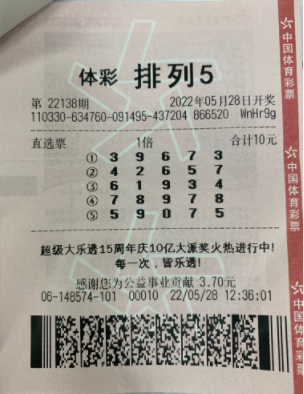 体彩 排列5
第 22138期 2022年05月28日开奖
110330-634760-091495-437204 866520 WnHr9g
直选票 1倍 合计10元
① 3 9 6 7 3
② 4 2 6 5 7
③ 6 1 9 3 4
④ 7 8 9 7 8
⑤ 5 9 0 7 5
超级大乐透15周年庆10亿大派奖火热进行中!
每一次,皆乐透!
感谢您为公益事业贡献 3.70元
06-148574-101 00010 22/05/28 12:36:01
中国体育彩票
中国体育彩票
中国体育彩票